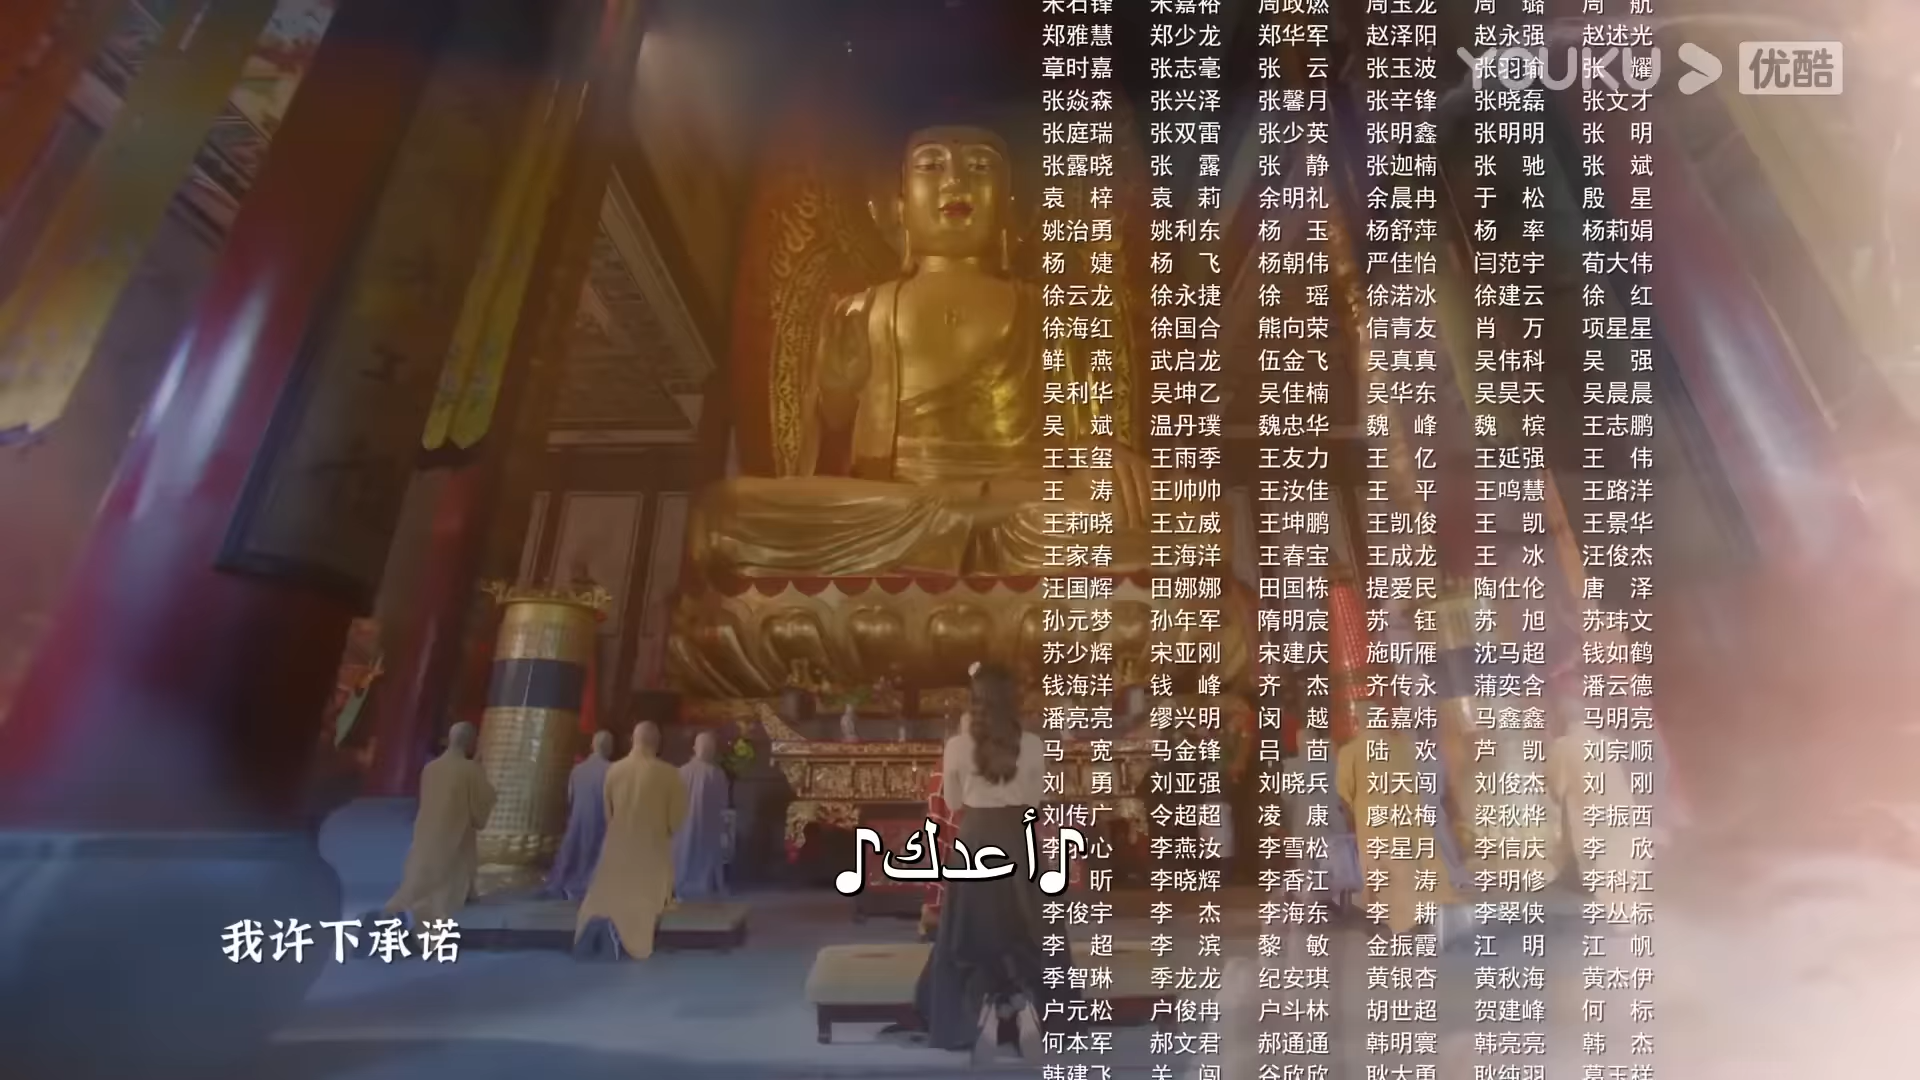 郑雅慧 郑少龙 郑华军 赵泽阳 赵永强 赵述光
YOUKU 优酷
章时嘉 张志毫 张 云 张玉波 张羽瑜 张 耀
张焱森 张兴泽 张馨月 张辛锋 张晓磊 张文才
张庭瑞 张双雷 张少英 张明鑫 张明明 张 明
张露晓 张 露 张 静 张迦楠 张 驰 张 斌
袁 梓 袁 莉 余明礼 余晨冉 于 松 殷 星
姚治勇 姚利东 杨 玉 杨舒萍 杨 率 杨莉娟
杨 婕 杨 飞 杨朝伟 严佳怡 闫范宇 荀大伟
徐云龙 徐永捷 徐 瑶 徐渃冰 徐建云 徐 红
徐海红 徐国合 熊向荣 信青友 肖 万 项星星
鲜 燕 武启龙 伍金飞 吴真真 吴伟科 吴 强
吴利华 吴坤乙 吴佳楠 吴华东 吴昊天 吴晨晨
吴 斌 温丹璞 魏忠华 魏 峰 魏 槟 王志鹏
王玉玺 王雨季 王友力 王 亿 王延强 王 伟
王 涛 王帅帅 王汝佳 王 平 王鸣慧 王路洋
王莉晓 王立威 王坤鹏 王凯俊 王 凯 王景华
王家春 王海洋 王春宝 王成龙 王 冰 汪俊杰
汪国辉 田娜娜 田国栋 提爱民 陶仕伦 唐 泽
孙元梦 孙年军 隋明宸 苏 钰 苏 旭 苏玮文
苏少辉 宋亚刚 宋建庆 施昕雁 沈马超 钱如鹤
钱海洋 钱 峰 齐 杰 齐传永 蒲奕含 潘云德
潘亮亮 缪兴明 闵 越 孟嘉炜 马鑫鑫 马明亮
马 宽 马金锋 吕 茴 陆 欢 芦 凯 刘宗顺
刘 勇 刘亚强 刘晓兵 刘天闯 刘俊杰 刘 刚
刘传广 令超超 凌 康 廖松梅 梁秋桦 李振西
♪أعدك♪
心 李燕汝 李雪松 李星月 李信庆 李 欣
昕 李晓辉 李香江 李 涛 李明修 李科江
李俊宇 李 杰 李海东 李 耕 李翠侠 李丛标
我许下承诺
李 超 李 滨 黎 敏 金振霞 江 明 江 帆
季智琳 季龙龙 纪安琪 黄银杏 黄秋海 黄杰伊
户元松 户俊冉 户斗林 胡世超 贺建峰 何 标
何本军 郝文君 郝通通 韩明寰 韩亮亮 韩 杰